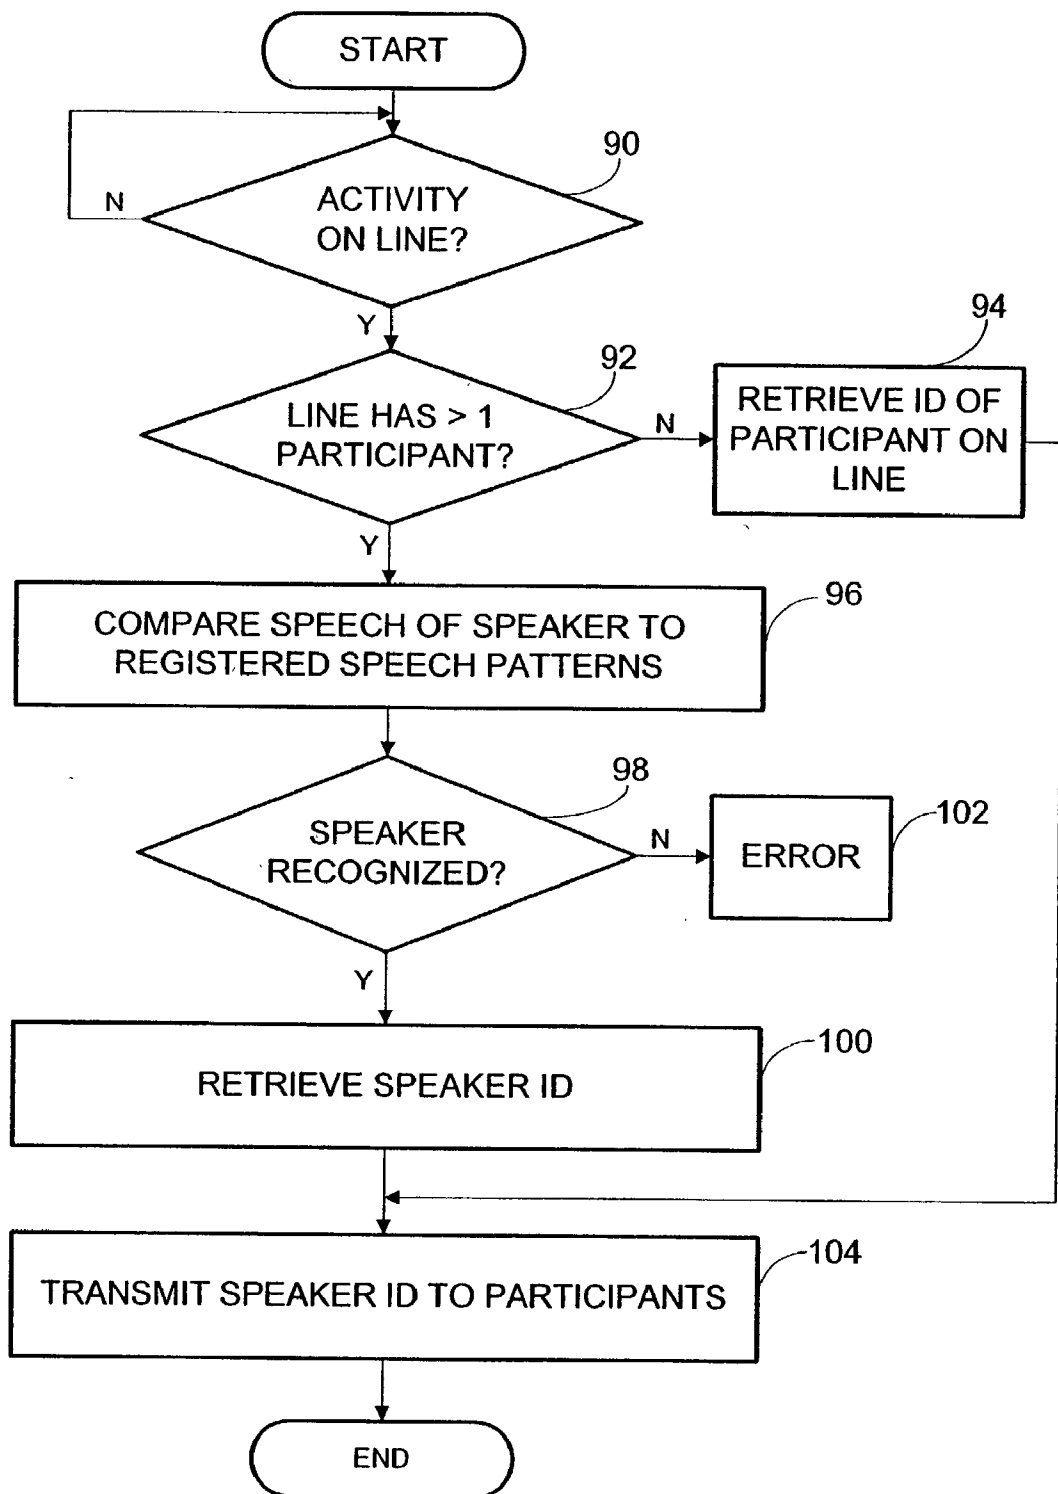 START
90
ACTIVITY
ON LINE?
N
Y
92
LINE HAS > 1
PARTICIPANT?
N
94
RETRIEVE ID OF
PARTICIPANT ON
LINE
Y
96
COMPARE SPEECH OF SPEAKER TO
REGISTERED SPEECH PATTERNS
98
SPEAKER
RECOGNIZED?
N
102
ERROR
Y
100
RETRIEVE SPEAKER ID
104
TRANSMIT SPEAKER ID TO PARTICIPANTS
END